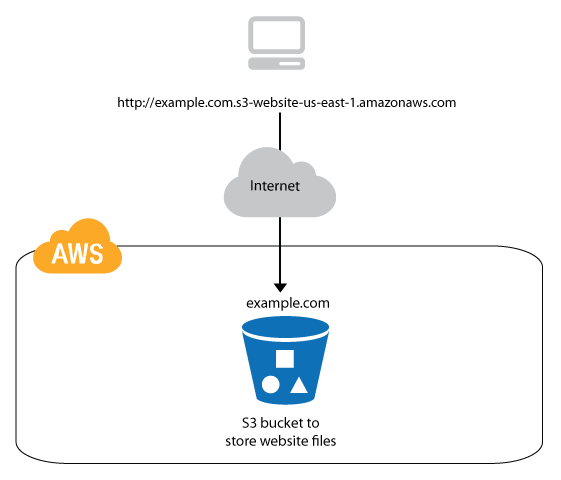 http://example.com.s3-website-us-east-1.amazonaws.com
Internet
AWS
example.com
S3 bucket to
store website files